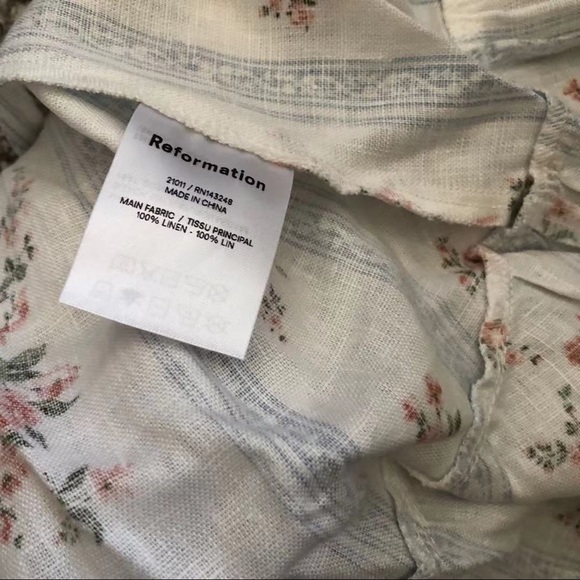 Reformation
21011 / RN143248
MADE IN CHINA
MAIN FABRIC / TISSU PRINCIPAL
100% LINEN - 100% LIN